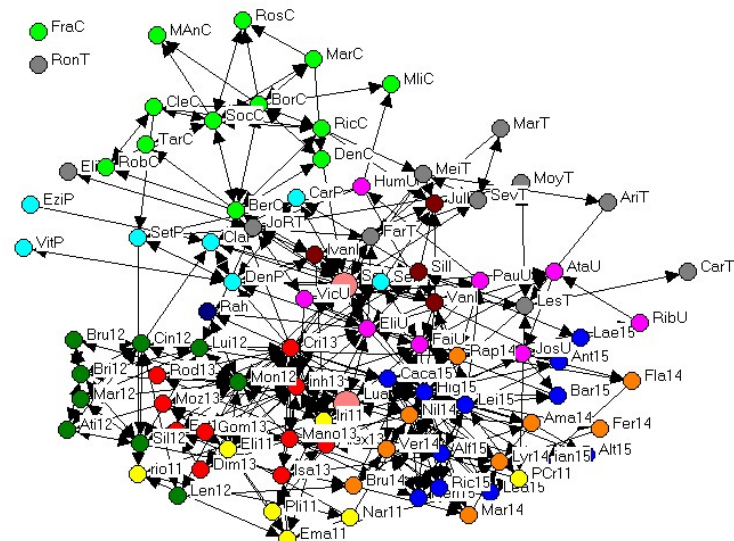 FraC
RonT
RosC
MAnC
MarC
MliC
CleC
BorC
SocC
RicC
TarC
RobC
DenC
MarT
MeiT
MoyT
HumU
SevT
AriT
EziP
CarP
BerC
JoRT
FarT
SetP
VitP
DenP
SilI
PauU
AtaU
CarT
VicU
LesT
RibU
Rah
EliU
FaiU
JosU
Lae15
Bru12
Cin12
Lui12
Cri13
Rap14
Ant15
Bri12
Rod13
Mon12
Caca15
Hig15
Lei15
Bar15
Fla14
Mar12
Moz13
Iri11
Nil14
Ama14
Fer14
Ati12
Sil12
Gom13
Eli11
Mano13
Ver14
Alf15
Lyr14
Alt15
Dim13
Isa13
Bru14
Ric15
PCr11
Len12
Pli11
Nar11
Mar14
Ema11